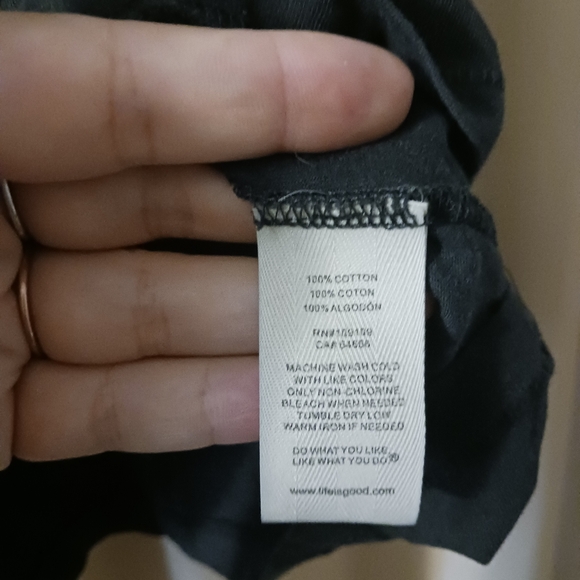 100% COTTON
100% COTON
100% ALGODÓN
RN#109109
CA# 64606
MACHINE WASH COLD
WITH LIKE COLORS
ONLY NON-CHLORINE
BLEACH WHEN NEEDED
TUMBLE DRY LOW
WARM IRON IF NEEDED
DO WHAT YOU LIKE.
LIKE WHAT YOU DO.®
www.lifeisgood.com